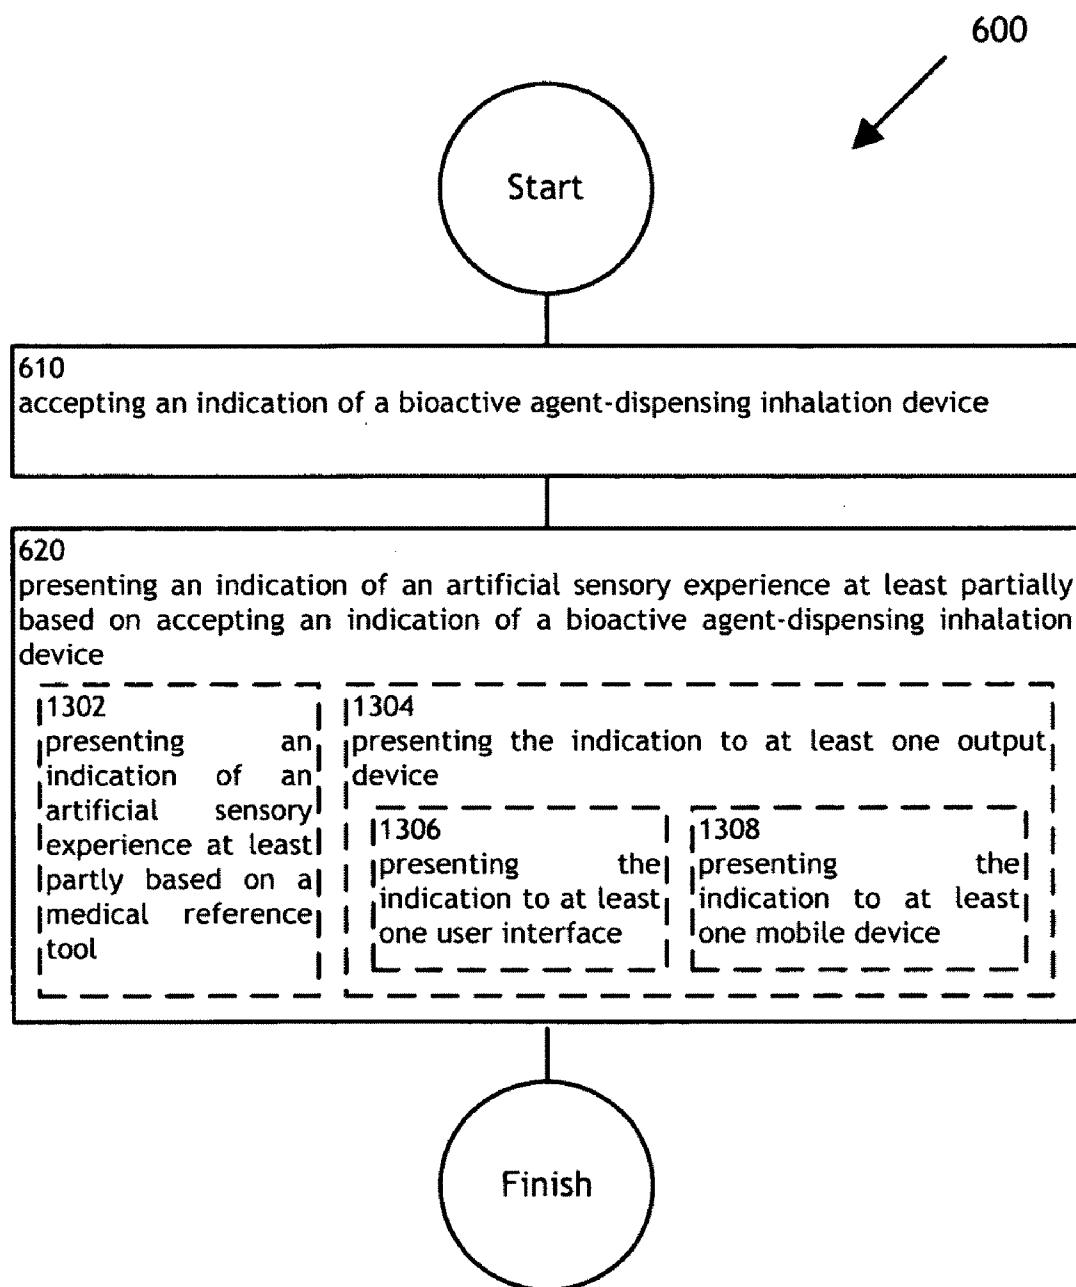 600
Start
610
accepting an indication of a bioactive agent-dispensing inhalation device
620
presenting an indication of an artificial sensory experience at least partially
based on accepting an indication of a bioactive agent-dispensing inhalation
device
1302
presenting an
indication of an
artificial sensory
experience at least
partly based on a
medical reference
tool
1304
presenting the indication to at least one output
device
1306
presenting the
indication to at least
one user interface
1308
presenting the
indication to at least
one mobile device
Finish